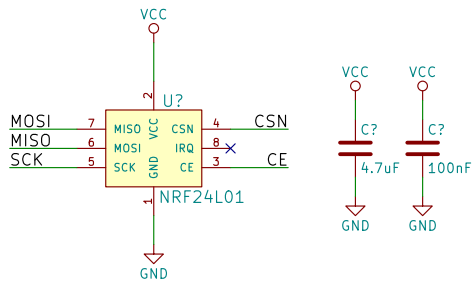 VCC
U?
2
MOSI 7 MISO VCC CSN 4 CSN
MISO 6 MOSI IRQ 8
SCK 5 SCK GND CE 3 CE
1
NRF24L01
GND
VCC VCC
C? C?
4.7uF 100nF
GND GND